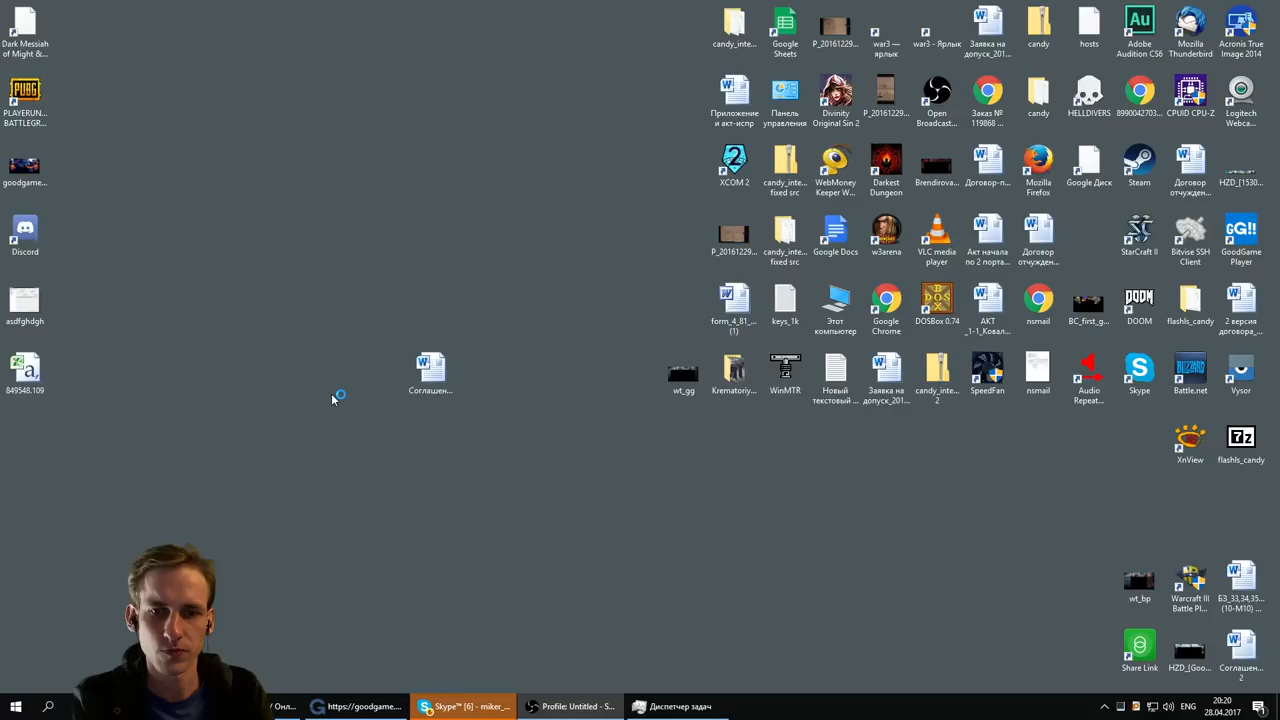 Dark Messiah
of Might &...
candy_inte...
Google
Sheets
P_20161229...
war3 —
ярлык
war3 - Ярлык
Заявка на
допуск_201...
candy
hosts
Adobe
Audition CS6
Mozilla
Thunderbird
Acronis True
Image 2014
PLAYERUN...
BATTLEGR...
Приложение
и акт-испр
Панель
управления
Divinity
Original Sin 2
P_20161229...
Open
Broadcast...
Заказ №
119868 ...
candy
HELLDIVERS
8990042703...
CPUID CPU-Z
Logitech
Webca...
goodgame...
XCOM 2
candy_inte...
fixed src
WebMoney
Keeper W...
Darkest
Dungeon
Brendirova...
Договор-п...
Mozilla
Firefox
Google Диск
Steam
Договор
отчужден...
HZD_[1530...
Discord
P_20161229...
candy_inte...
fixed src
Google Docs
w3arena
VLC media
player
Акт начала
по 2 порта...
Договор
отчужден...
StarCraft II
Bitvise SSH
Client
GoodGame
Player
asdfghdgh
form_4_81_...
(1)
keys_1k
Этот
компьютер
Google
Chrome
DOSBox 0.74
АКТ
_1-1_Ковал...
nsmail
BC_first_g...
DOOM
flashls_candy
2 версия
договора_...
849548.109
Соглашен...
wt_gg
Krematoriy...
WinMTR
Новый
текстовый ...
Заявка на
допуск_201...
candy_inte...
2
SpeedFan
nsmail
Audio
Repeat...
Skype
Battle.net
Vysor
XnView
flashls_candy
wt_bp
Warcraft III
Battle Pl...
БЗ_33,34,35...
(10-М10) ...
Share Link
HZD_[Goo...
Соглашен...
2
Онл...
https://goodgame....
Skype™ [6] - miker_...
Profile: Untitled - S...
Диспетчер задач
ENG
20:20
28.04.2017